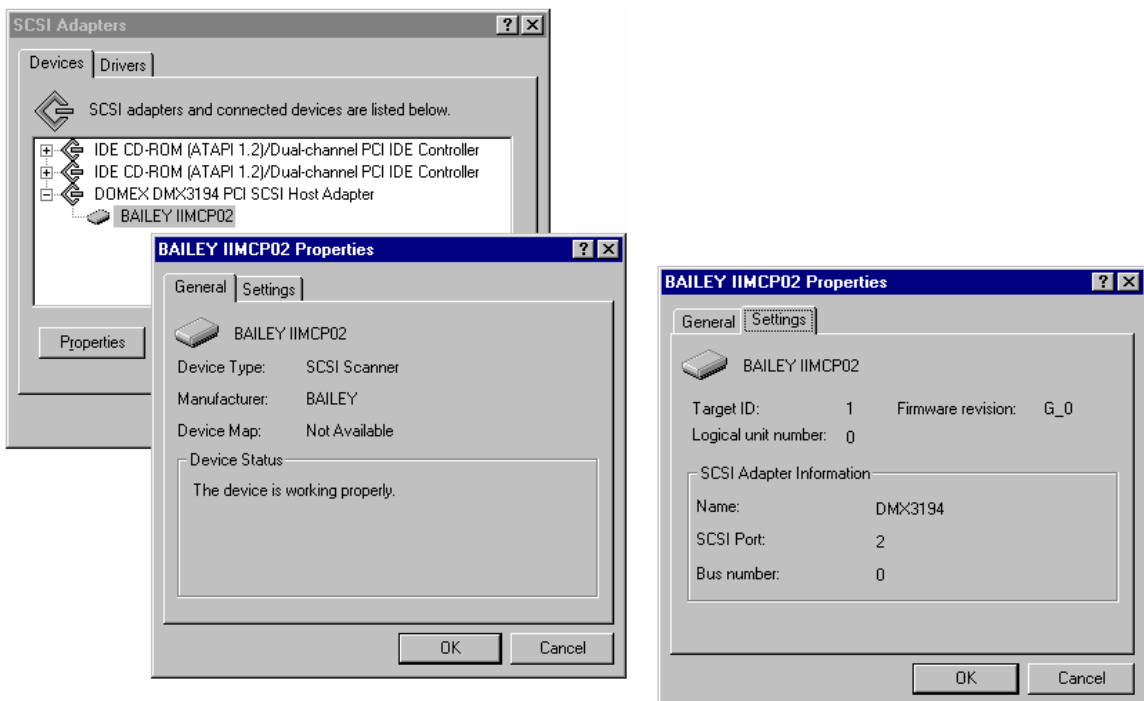 SCSI Adapters
Devices Drivers
SCSI adapters and connected devices are listed below.
IDE CD-ROM (ATAPI 1.2)/Dual-channel PCI IDE Controller
IDE CD-ROM (ATAPI 1.2)/Dual-channel PCI IDE Controller
DOMEX DMX3194 PCI SCSI Host Adapter
BAILEY IIMCP02
Properties
BAILEY IIMCP02 Properties
General Settings
BAILEY IIMCP02
Device Type: SCSI Scanner
Manufacturer: BAILEY
Device Map: Not Available
Device Status
The device is working properly.
OK Cancel
BAILEY IIMCP02 Properties
General Settings
BAILEY IIMCP02
Target ID: 1 Firmware revision: G_0
Logical unit number: 0
SCSI Adapter Information
Name: DMX3194
SCSI Port: 2
Bus number: 0
OK Cancel